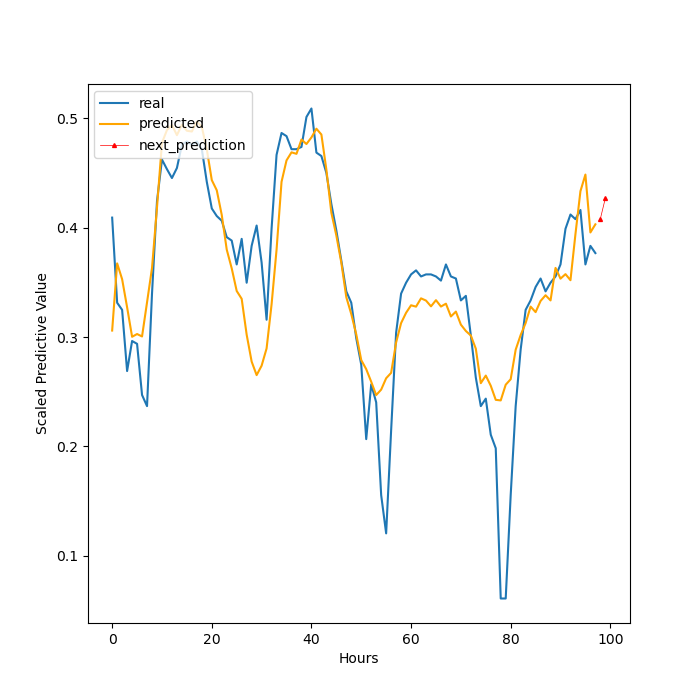 real
predicted
next_prediction
0.5
0.4
0.3
0.2
0.1
Scaled Predictive Value
0 20 40 60 80 100
Hours